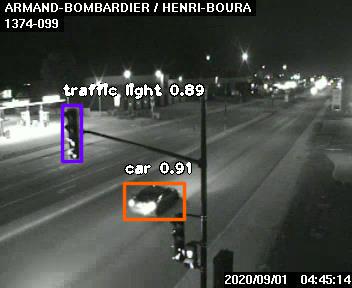 ARMAND-BOMBARDIER / HENRI-BOURA
1374-099
traffic light 0.89
car 0.91
2020/09/01 04:45:14